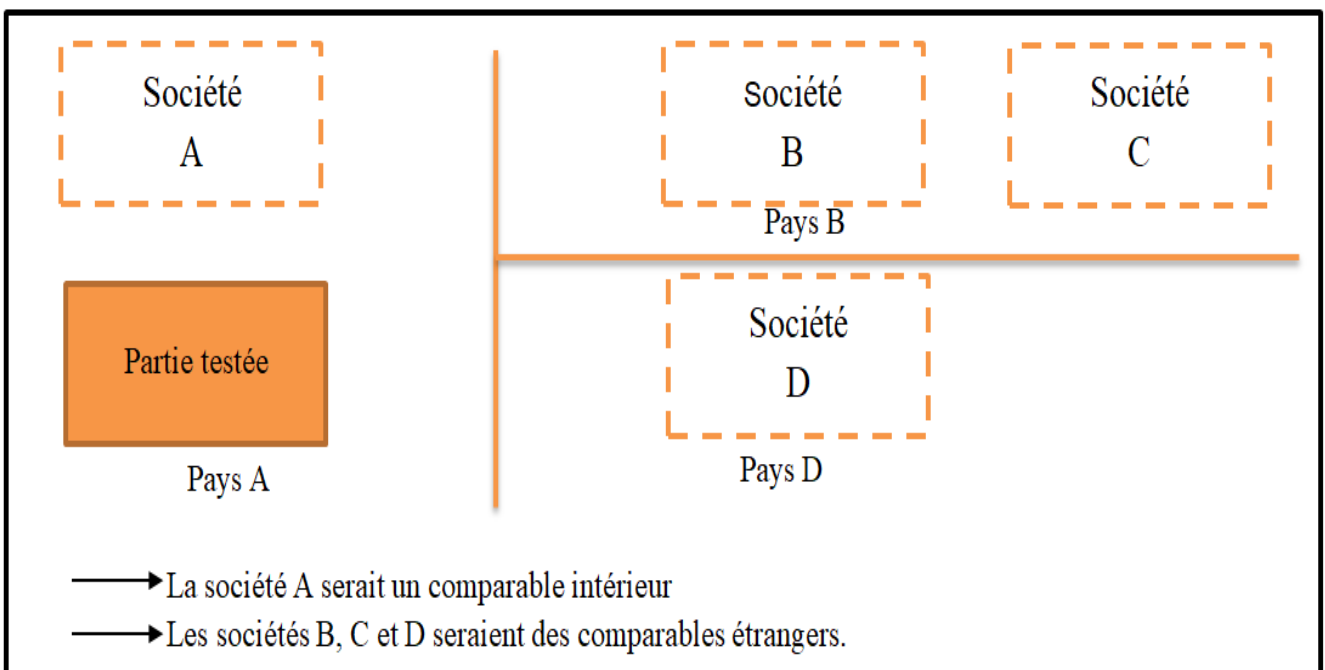 Société
A
Société
B
Société
C
Pays B
Partie testée
Société
D
Pays A
Pays D
La société A serait un comparable intérieur
Les sociétés B, C et D seraient des comparables étrangers.